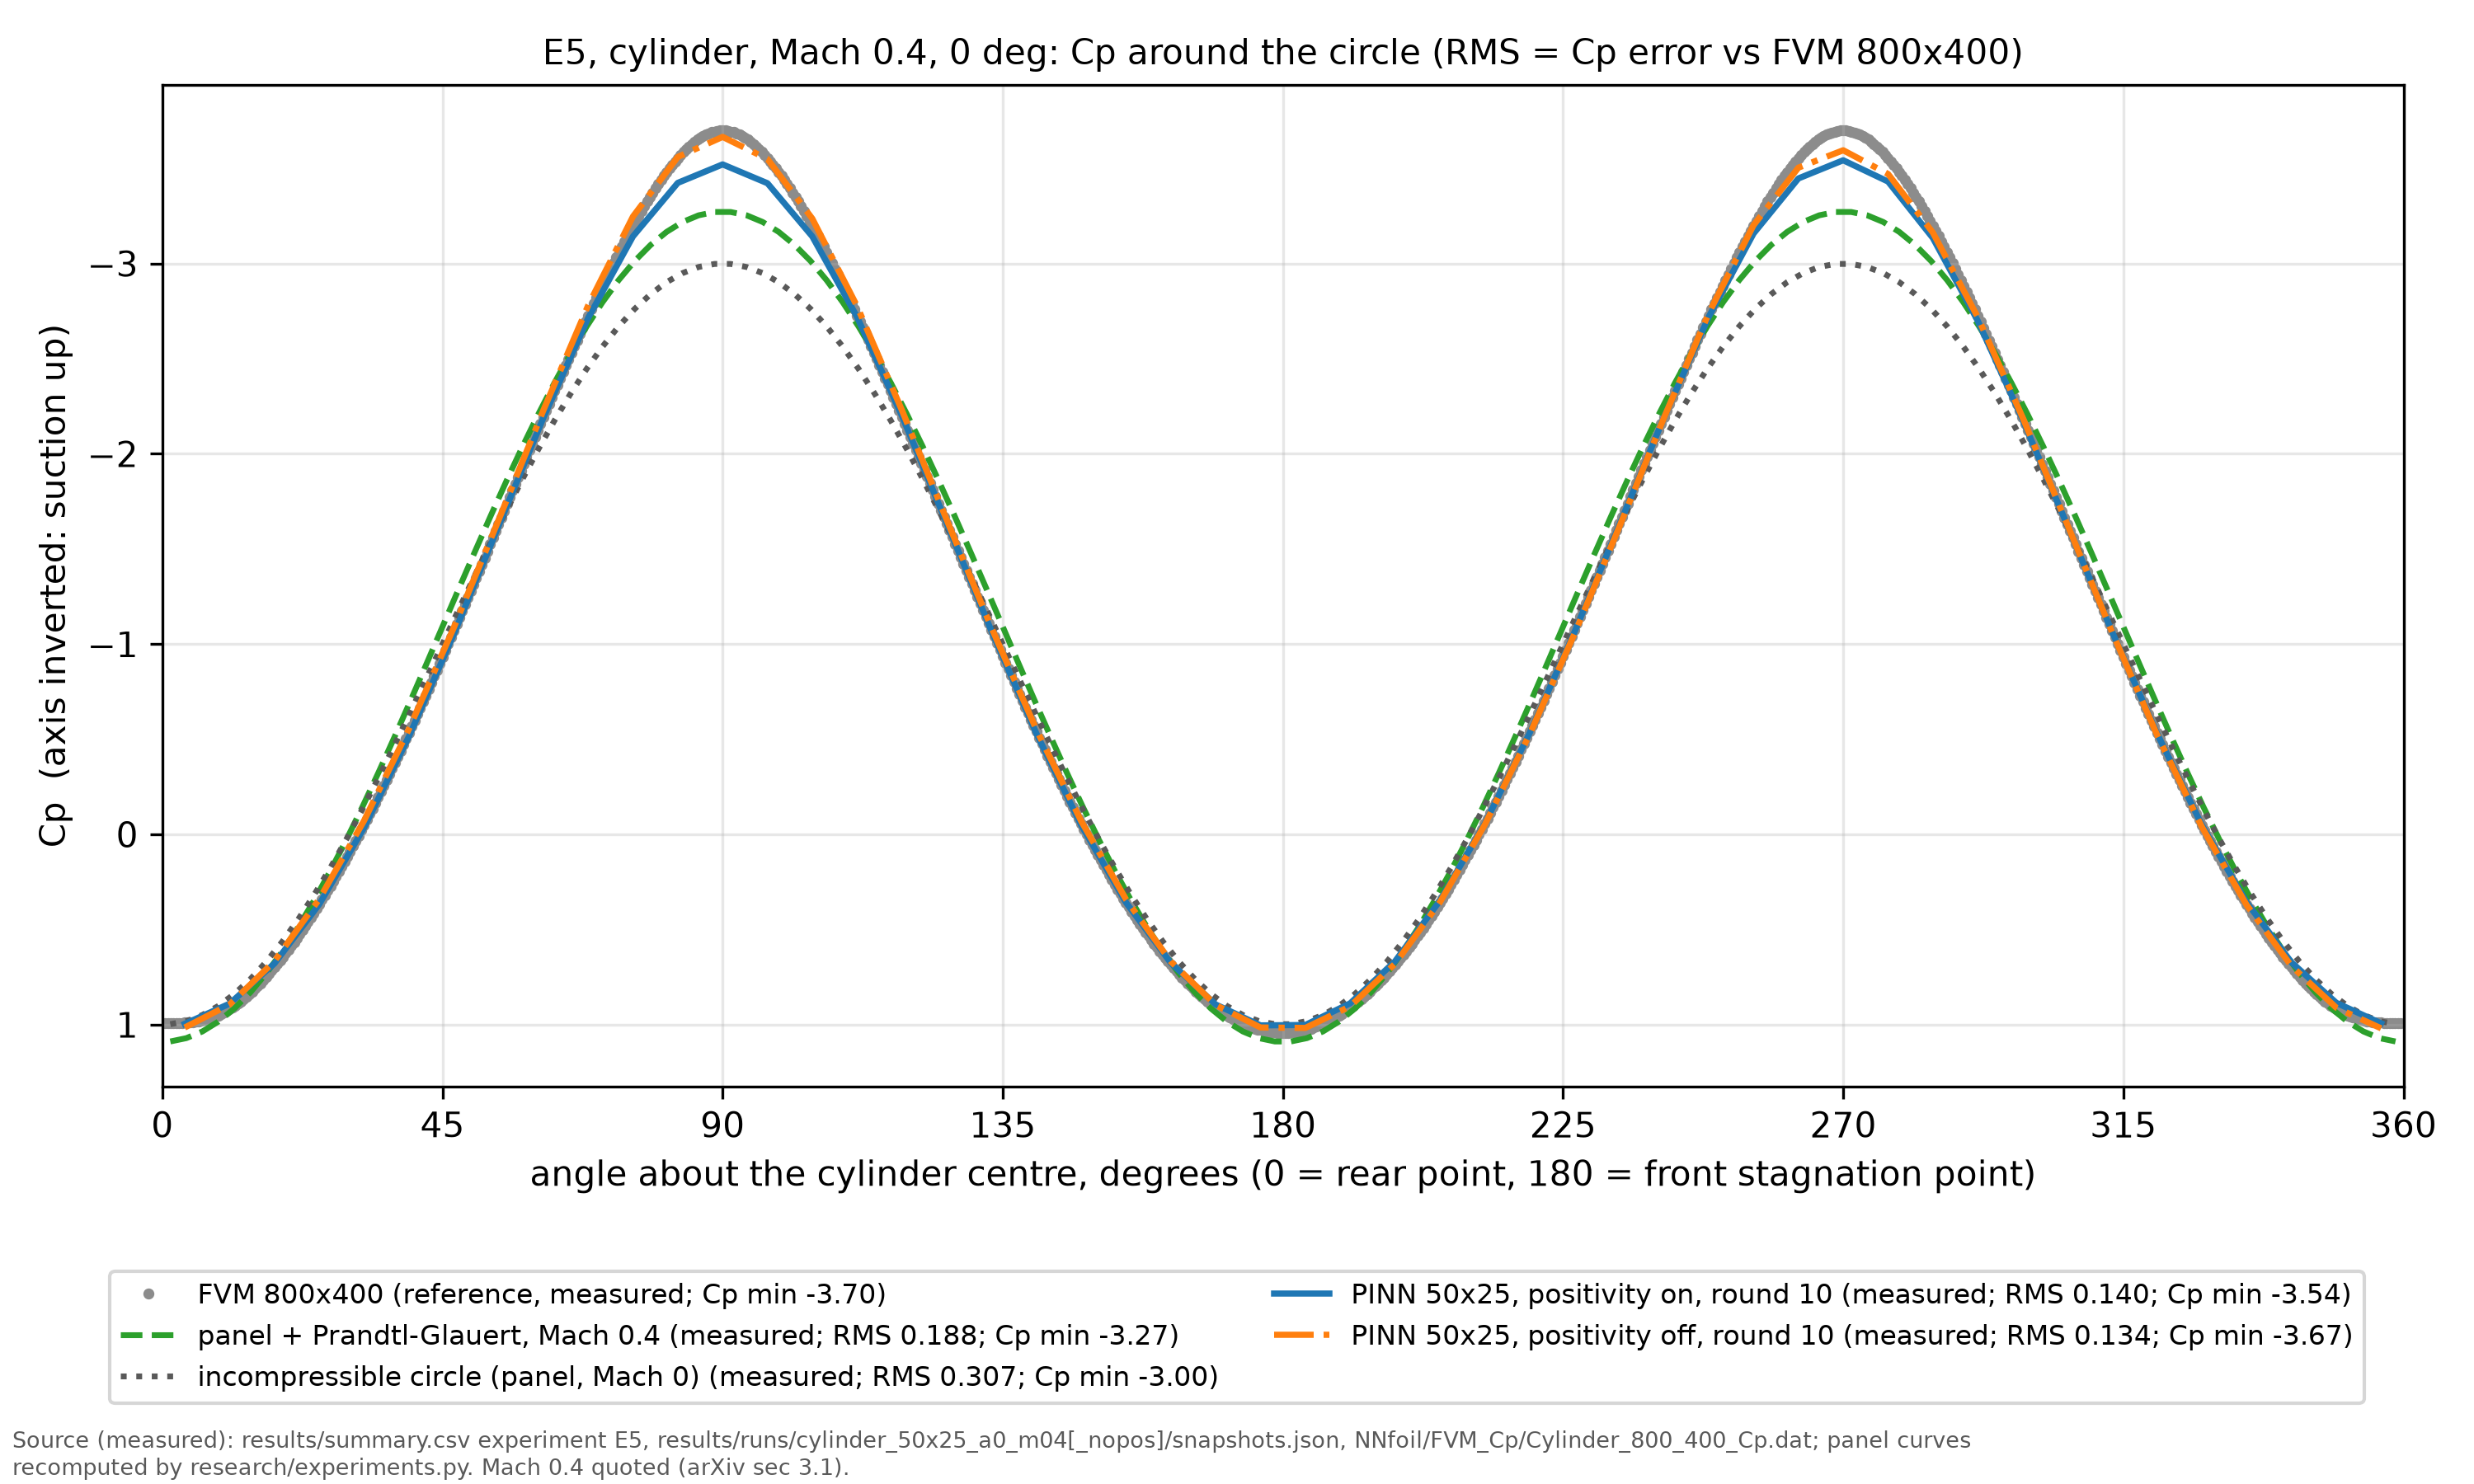 E5, cylinder, Mach 0.4, 0 deg: Cp around the circle (RMS = Cp error vs FVM 800x400)
Cp  (axis inverted: suction up)
−3
−2
−1
0
1
0
45
90
135
180
225
270
315
360
angle about the cylinder centre, degrees (0 = rear point, 180 = front stagnation point)
FVM 800x400 (reference, measured; Cp min -3.70)
panel + Prandtl-Glauert, Mach 0.4 (measured; RMS 0.188; Cp min -3.27)
incompressible circle (panel, Mach 0) (measured; RMS 0.307; Cp min -3.00)
PINN 50x25, positivity on, round 10 (measured; RMS 0.140; Cp min -3.54)
PINN 50x25, positivity off, round 10 (measured; RMS 0.134; Cp min -3.67)
Source (measured): results/summary.csv experiment E5, results/runs/cylinder_50x25_a0_m04[_nopos]/snapshots.json, NNfoil/FVM_Cp/Cylinder_800_400_Cp.dat; panel curves
recomputed by research/experiments.py. Mach 0.4 quoted (arXiv sec 3.1).